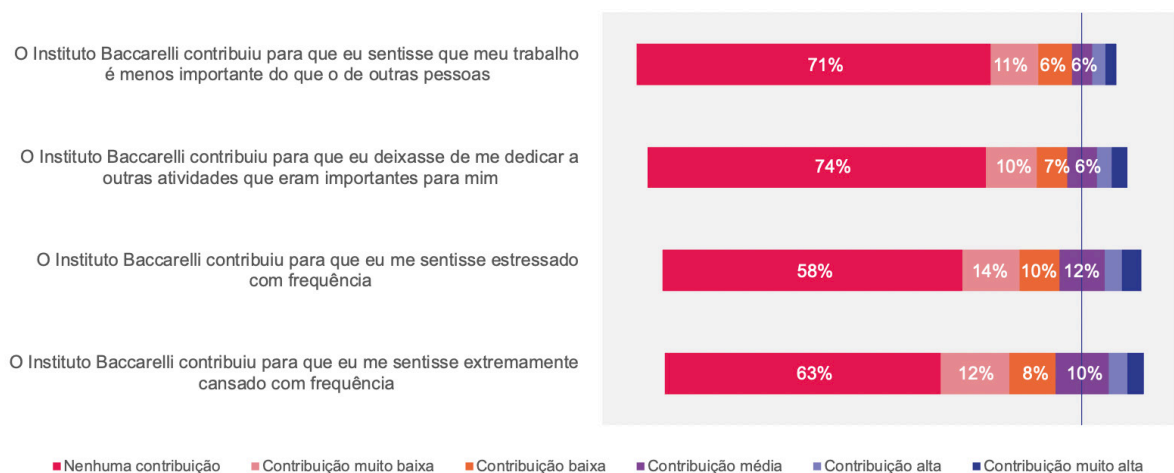 O Instituto Baccarelli contribuiu para que eu sentisse que meu trabalho
é menos importante do que o de outras pessoas
71% 11% 6% 6%
O Instituto Baccarelli contribuiu para que eu deixasse de me dedicar a
outras atividades que eram importantes para mim
74% 10% 7% 6%
O Instituto Baccarelli contribuiu para que eu me sentisse estressado
com frequência
58% 14% 10% 12%
O Instituto Baccarelli contribuiu para que eu me sentisse extremamente
cansado com frequência
63% 12% 8% 10%
Nenhuma contribuição Contribuição muito baixa Contribuição baixa Contribuição média Contribuição alta Contribuição muito alta